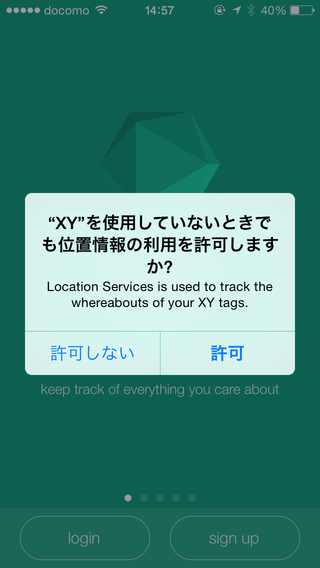 docomo 14:57 40%
“XY”を使用していないときで
も位置情報の利用を許可します
か?
Location Services is used to track the
whereabouts of your XY tags.
許可しない 許可
keep track of everything you care about
login sign up